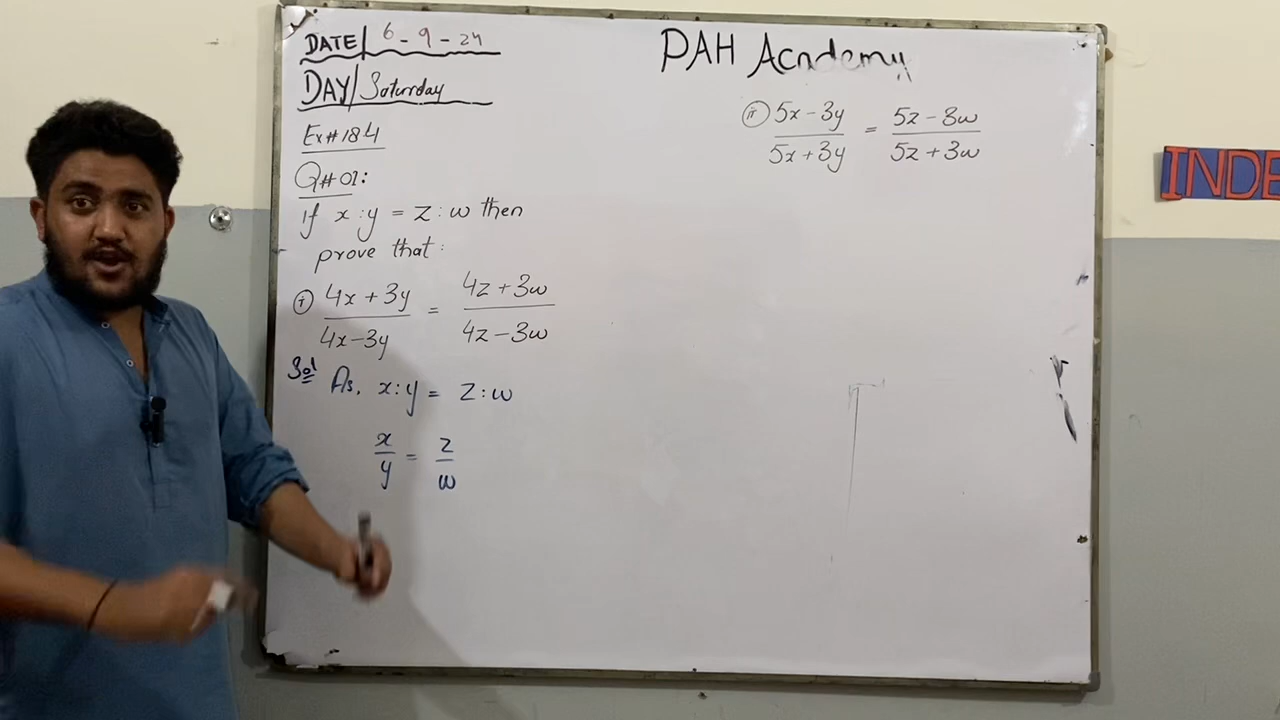 DATE/ 6-9-24
DAY/ Saturday
Ex#18.4
Q#01:
if x:y = z:w then
prove that:
(i) (4x+3y)/(4x-3y) = (4z+3w)/(4z-3w)
Sol As, x:y = z:w
x/y = z/w
PAH Academy
(ii) (5x-3y)/(5x+3y) = (5z-3w)/(5z+3w)
INDE